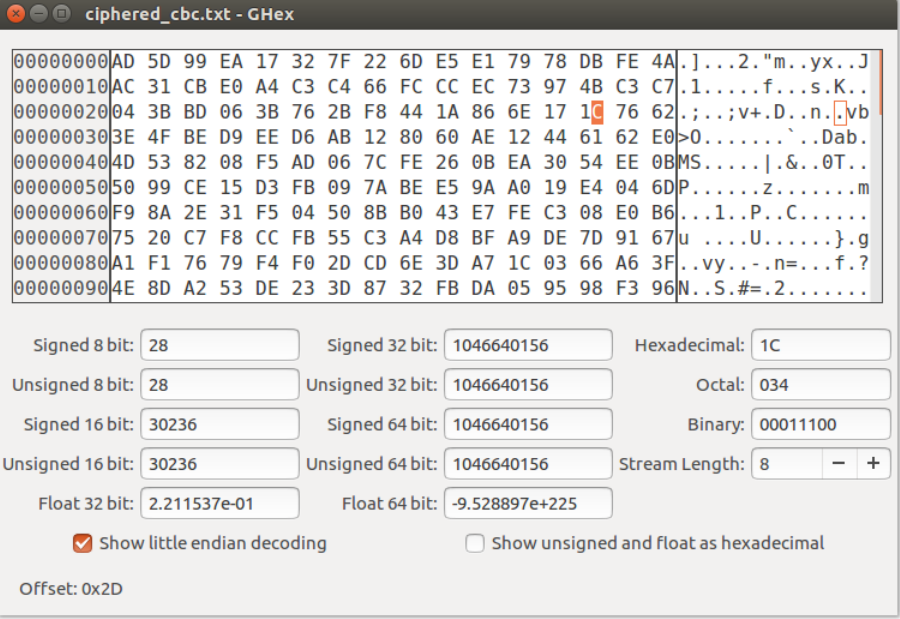 ciphered_cbc.txt - GHex
00000000 AD 5D 99 EA 17 32 7F 22 6D E5 E1 79 78 DB FE 4A .]...2."m..yx..J
00000010 AC 31 CB E0 A4 C3 C4 66 FC CC EC 73 97 4B C3 C7 .1.....f...s.K..
00000020 04 3B BD 06 3B 76 2B F8 44 1A 86 6E 17 1C 76 62 .;..;v+.D..n..vb
00000030 3E 4F BE D9 EE D6 AB 12 80 60 AE 12 44 61 62 E0 >O.......`..Dab.
00000040 4D 53 82 08 F5 AD 06 7C FE 26 0B EA 30 54 EE 0B MS.....|.&..0T..
00000050 50 99 CE 15 D3 FB 09 7A BE E5 9A A0 19 E4 04 6D P......z.......m
00000060 F9 8A 2E 31 F5 04 50 8B B0 43 E7 FE C3 08 E0 B6 ...1..P..C......
00000070 75 20 C7 F8 CC FB 55 C3 A4 D8 BF A9 DE 7D 91 67 u ....U......}.g
00000080 A1 F1 76 79 F4 F0 2D CD 6E 3D A7 1C 03 66 A6 3F ..vy..-.n=...f.?
00000090 4E 8D A2 53 DE 23 3D 87 32 FB DA 05 95 98 F3 96 N..S.#=.2.......
Signed 8 bit: 28 Signed 32 bit: 1046640156 Hexadecimal: 1C
Unsigned 8 bit: 28 Unsigned 32 bit: 1046640156 Octal: 034
Signed 16 bit: 30236 Signed 64 bit: 1046640156 Binary: 00011100
Unsigned 16 bit: 30236 Unsigned 64 bit: 1046640156 Stream Length: 8 − +
Float 32 bit: 2.211537e-01 Float 64 bit: -9.528897e+225
Show little endian decoding Show unsigned and float as hexadecimal
Offset: 0x2D